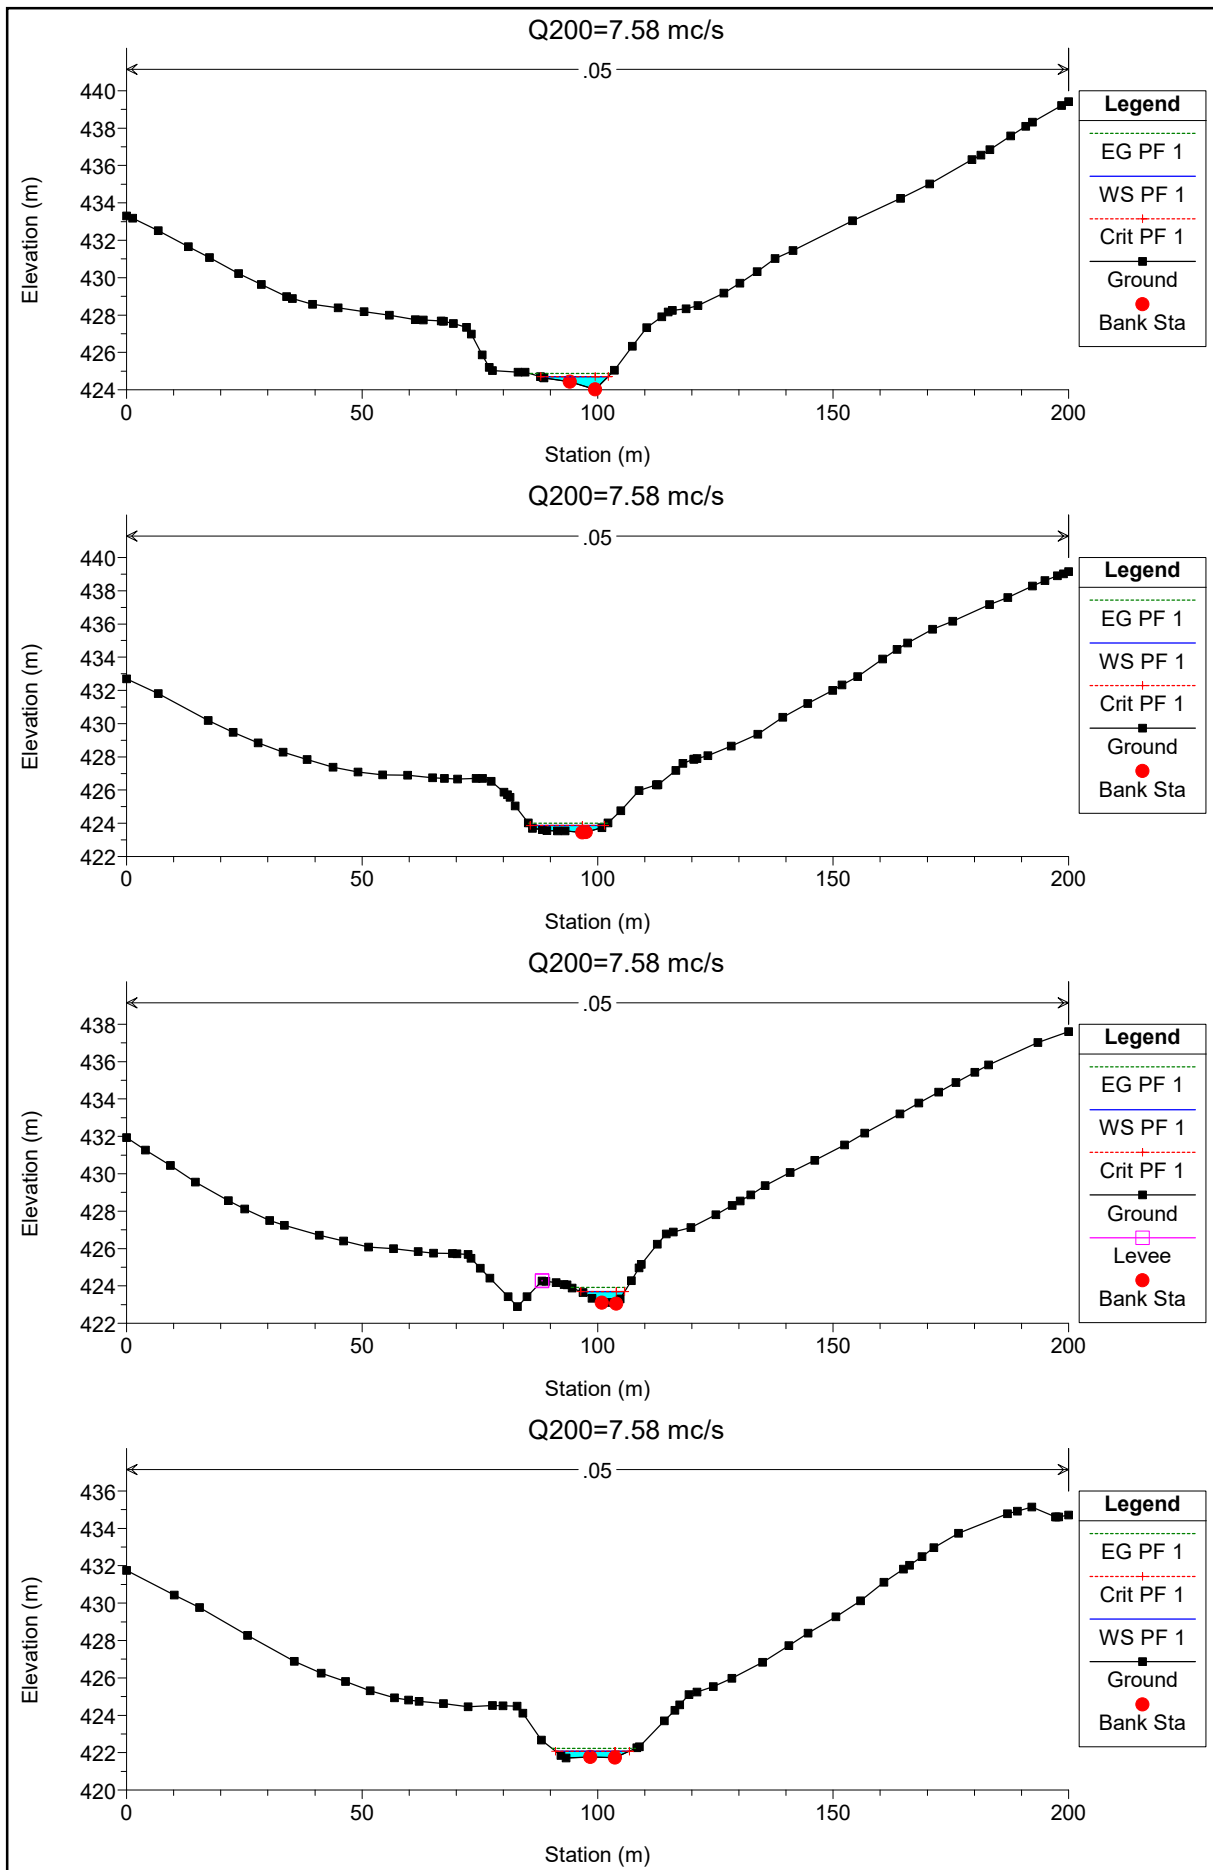 Q200=7.58 mc/s
.05
440
438
436
434
432
430
428
426
424
0
50
100
150
200
Elevation (m)
Station (m)
Legend
EG PF 1
WS PF 1
Crit PF 1
Ground
Bank Sta
Q200=7.58 mc/s
.05
440
438
436
434
432
430
428
426
424
422
0
50
100
150
200
Elevation (m)
Station (m)
Legend
EG PF 1
WS PF 1
Crit PF 1
Ground
Bank Sta
Q200=7.58 mc/s
.05
438
436
434
432
430
428
426
424
422
0
50
100
150
200
Elevation (m)
Station (m)
Legend
EG PF 1
WS PF 1
Crit PF 1
Ground
Levee
Bank Sta
Q200=7.58 mc/s
.05
436
434
432
430
428
426
424
422
420
0
50
100
150
200
Elevation (m)
Station (m)
Legend
EG PF 1
Crit PF 1
WS PF 1
Ground
Bank Sta